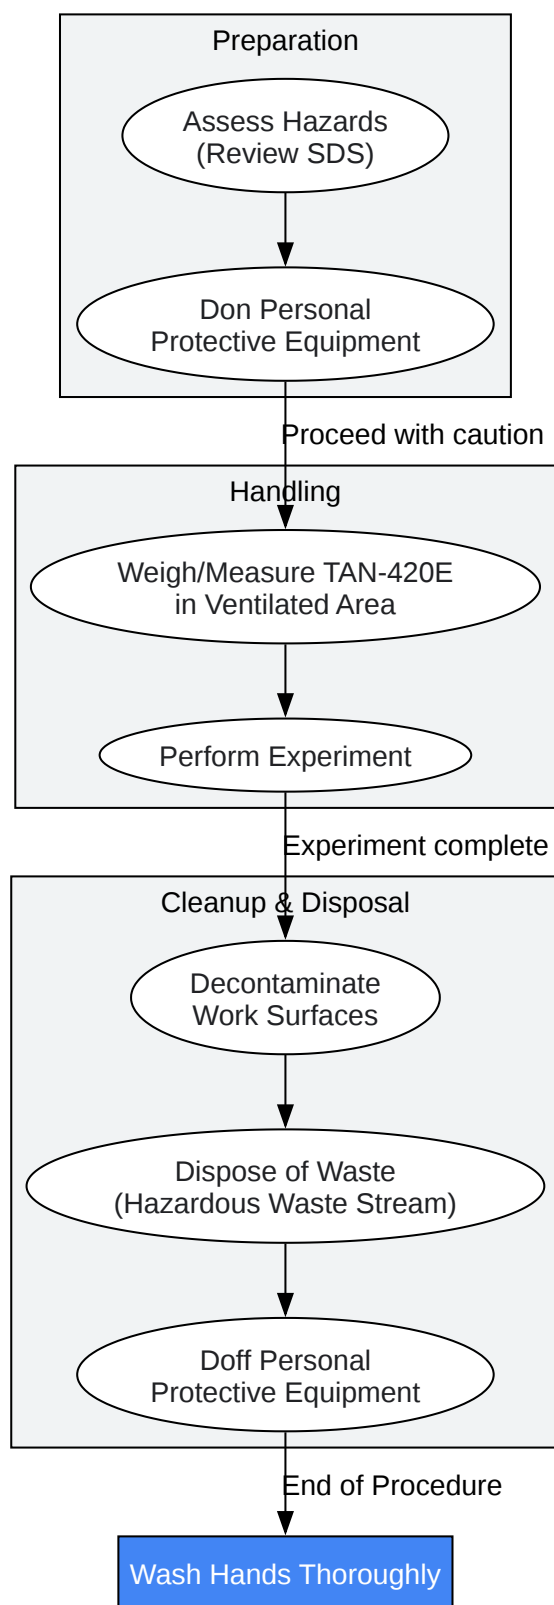 Preparation
Assess Hazards
(Review SDS)
Don Personal
Protective Equipment
Proceed with caution
Handling
Weigh/Measure TAN-420E
in Ventilated Area
Perform Experiment
Experiment complete
Cleanup & Disposal
Decontaminate
Work Surfaces
Dispose of Waste
(Hazardous Waste Stream)
Doff Personal
Protective Equipment
End of Procedure
Wash Hands Thoroughly